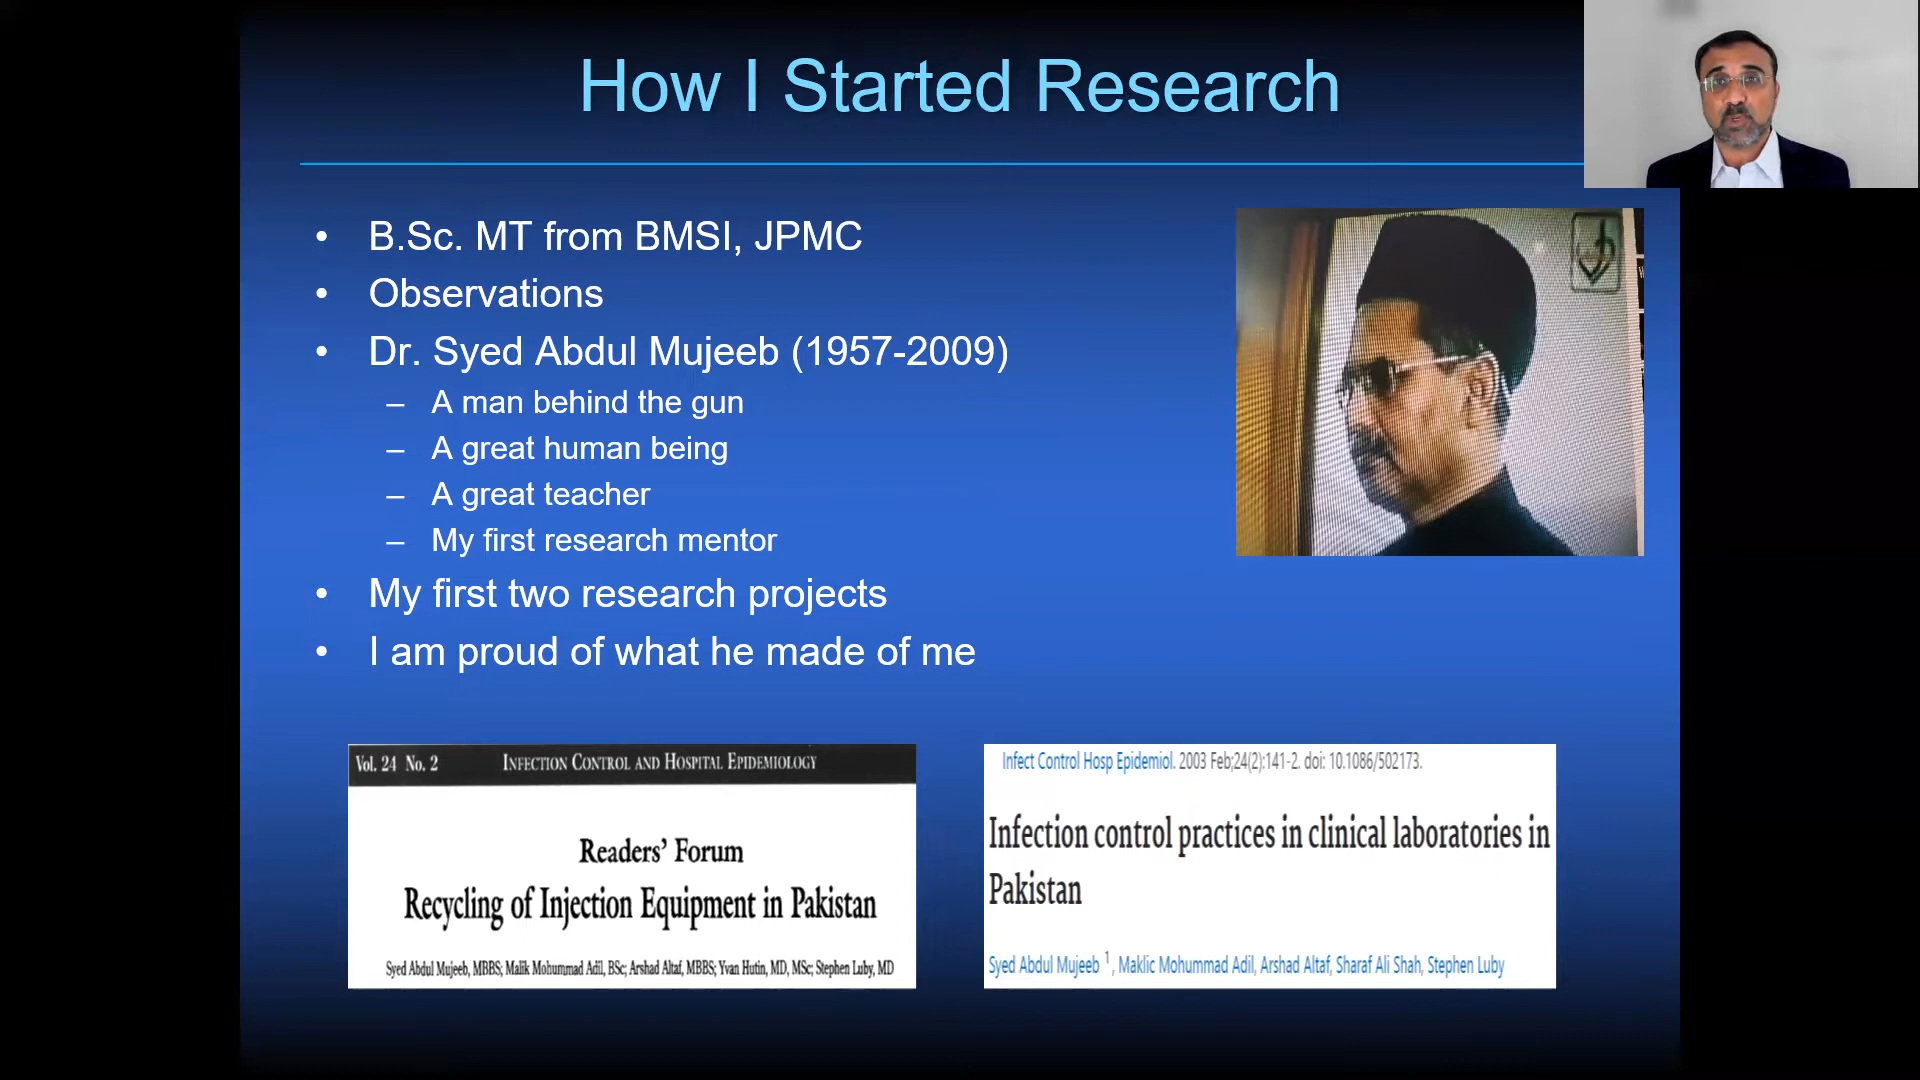 How I Started Research
• B.Sc. MT from BMSI, JPMC
• Observations
• Dr. Syed Abdul Mujeeb (1957-2009)
– A man behind the gun
– A great human being
– A great teacher
– My first research mentor
• My first two research projects
• I am proud of what he made of me
Vol. 24 No. 2 INFECTION CONTROL AND HOSPITAL EPIDEMIOLOGY
Readers' Forum
Recycling of Injection Equipment in Pakistan
Syed Abdul Mujeeb, MBBS; Malik Mohummad Adil, BSc; Arshad Altaf, MBBS; Yvan Hutin, MD, MSc; Stephen Luby, MD
Infect Control Hosp Epidemiol. 2003 Feb;24(2):141-2. doi: 10.1086/502173.
Infection control practices in clinical laboratories in
Pakistan
Syed Abdul Mujeeb 1, Maklic Mohummad Adil, Arshad Altaf, Sharaf Ali Shah, Stephen Luby